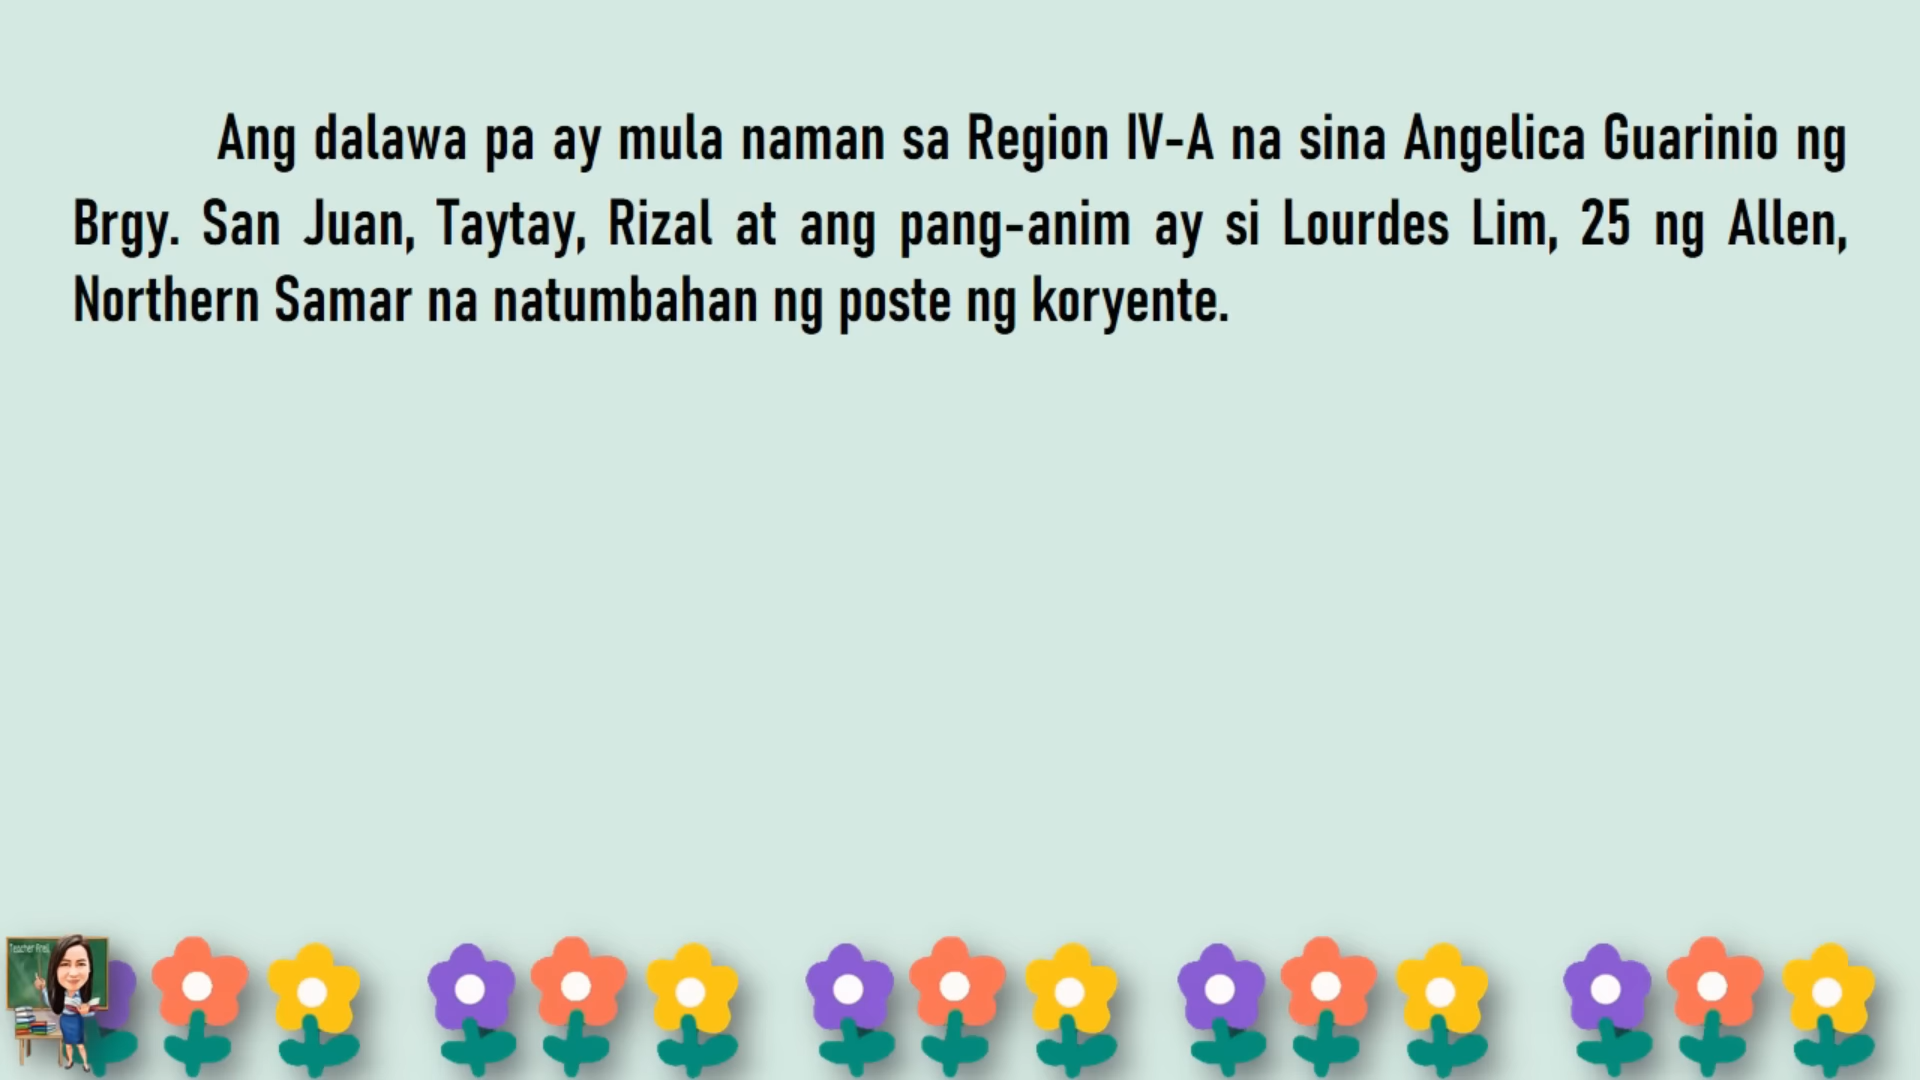 Ang dalawa pa ay mula naman sa Region IV-A na sina Angelica Guarinio ng
Brgy. San Juan, Taytay, Rizal at ang pang-anim ay si Lourdes Lim, 25 ng Allen,
Northern Samar na natumbahan ng poste ng koryente.
Teacher